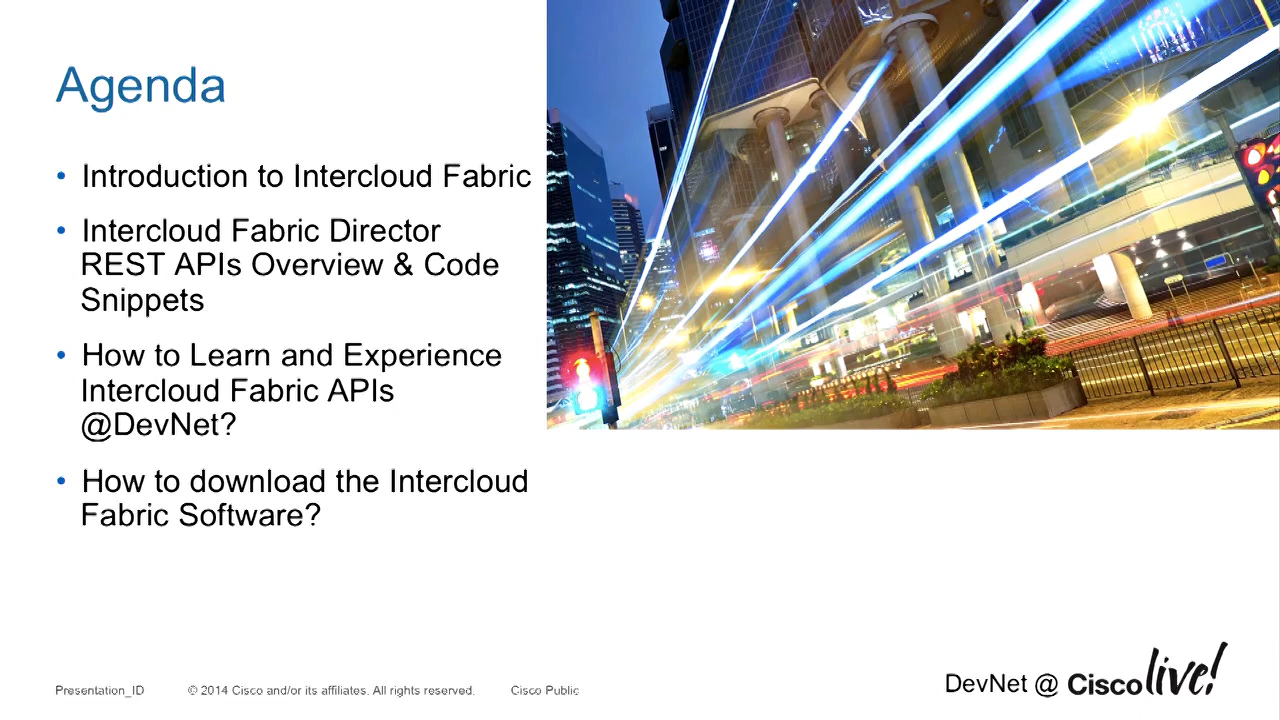 Agenda
• Introduction to Intercloud Fabric
• Intercloud Fabric Director
REST APIs Overview & Code
Snippets
• How to Learn and Experience
Intercloud Fabric APIs
@DevNet?
• How to download the Intercloud
Fabric Software?
Presentation_ID © 2014 Cisco and/or its affiliates. All rights reserved. Cisco Public
DevNet @ Cisco live!